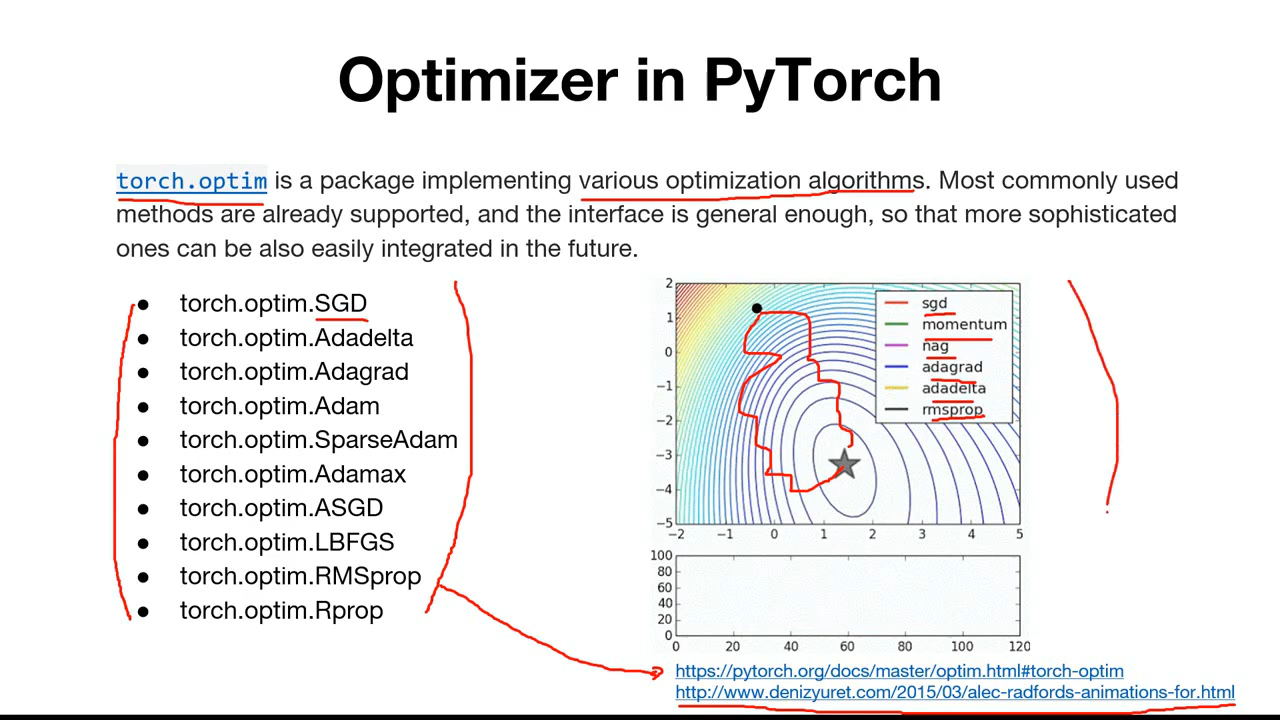 Optimizer in PyTorch
torch.optim is a package implementing various optimization algorithms. Most commonly used
methods are already supported, and the interface is general enough, so that more sophisticated
ones can be also easily integrated in the future.
● torch.optim.SGD
● torch.optim.Adadelta
● torch.optim.Adagrad
● torch.optim.Adam
● torch.optim.SparseAdam
● torch.optim.Adamax
● torch.optim.ASGD
● torch.optim.LBFGS
● torch.optim.RMSprop
● torch.optim.Rprop
2
1
0
−1
−2
−3
−4
−5
−2 −1 0 1 2 3 4 5
sgd
momentum
nag
adagrad
adadelta
rmsprop
100
80
60
40
20
0
0 20 40 60 80 100 120
https://pytorch.org/docs/master/optim.html#torch-optim
http://www.denizyuret.com/2015/03/alec-radfords-animations-for.html